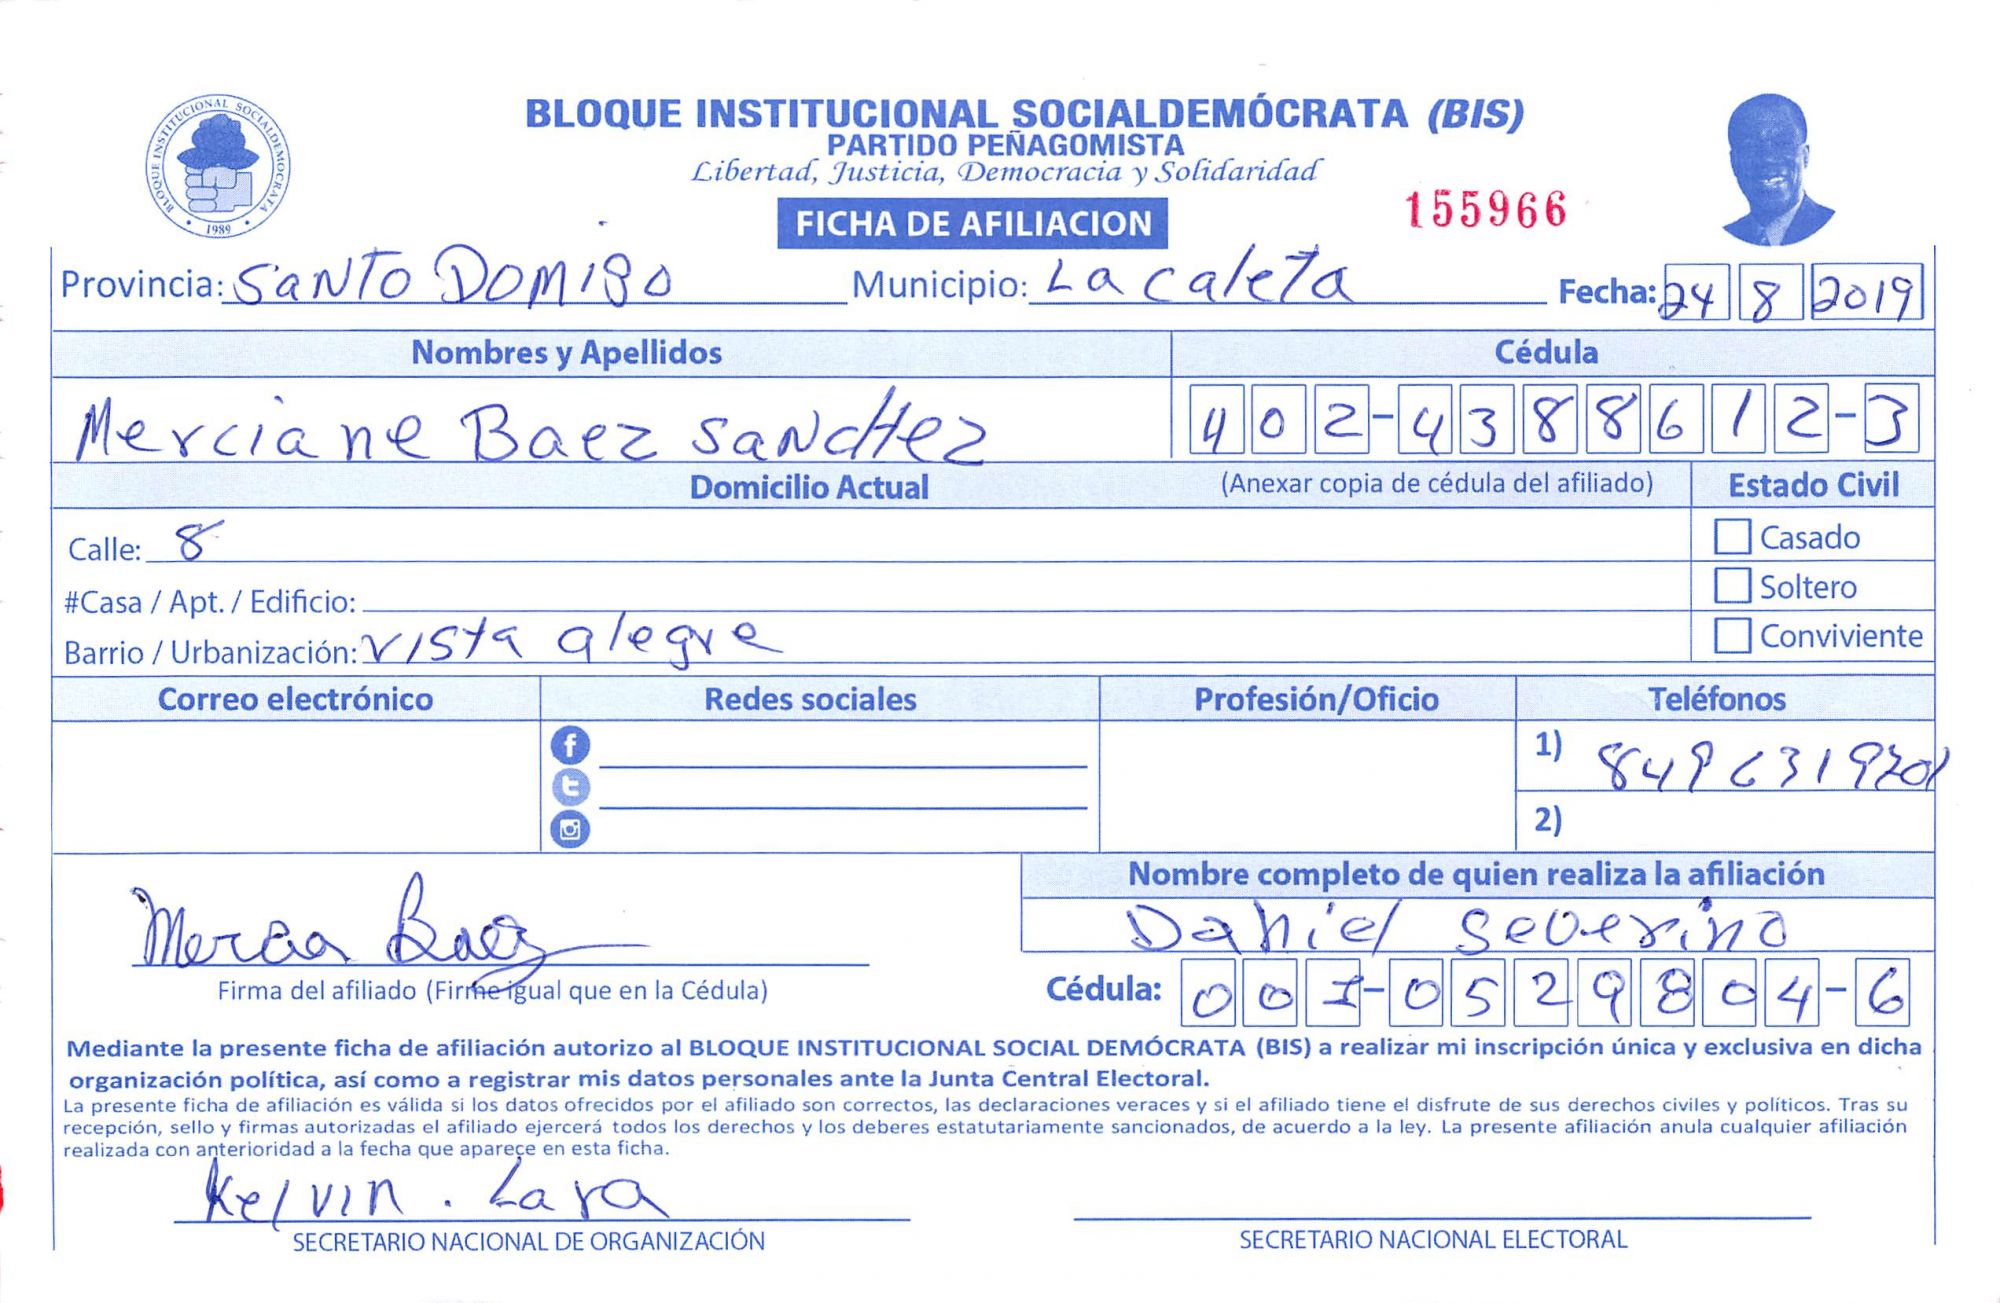 BLOQUE INSTITUCIONAL SOCIALDEMÓCRATA (BIS)
PARTIDO PEÑAGOMISTA
Libertad, Justicia, Democracia y Solidaridad
BLOQUE INSTITUCIONAL SOCIALDEMOCRATA
1989
FICHA DE AFILIACION
155966
Provincia: SANTO DOMIGO Municipio: La caleta Fecha: 24 8 2019
Nombres y Apellidos Cédula
Merciane Baez Sanchez 402-4388612-3
Domicilio Actual (Anexar copia de cédula del afiliado) Estado Civil
Calle: 8 Casado
#Casa / Apt. / Edificio: Soltero
Barrio / Urbanización: Vista alegre Conviviente
Correo electrónico Redes sociales Profesión/Oficio Teléfonos
1) 8496319201
2)
Nombre completo de quien realiza la afiliación
Daniel Severino
Baez
Firma del afiliado (Firme igual que en la Cédula) Cédula: 001-0529804-6
Mediante la presente ficha de afiliación autorizo al BLOQUE INSTITUCIONAL SOCIAL DEMÓCRATA (BIS) a realizar mi inscripción única y exclusiva en dicha
organización política, así como a registrar mis datos personales ante la Junta Central Electoral.
La presente ficha de afiliación es válida si los datos ofrecidos por el afiliado son correctos, las declaraciones veraces y si el afiliado tiene el disfrute de sus derechos civiles y políticos. Tras su
recepción, sello y firmas autorizadas el afiliado ejercerá todos los derechos y los deberes estatutariamente sancionados, de acuerdo a la ley. La presente afiliación anula cualquier afiliación
realizada con anterioridad a la fecha que aparece en esta ficha.
Kelvin. Lara
SECRETARIO NACIONAL DE ORGANIZACIÓN SECRETARIO NACIONAL ELECTORAL